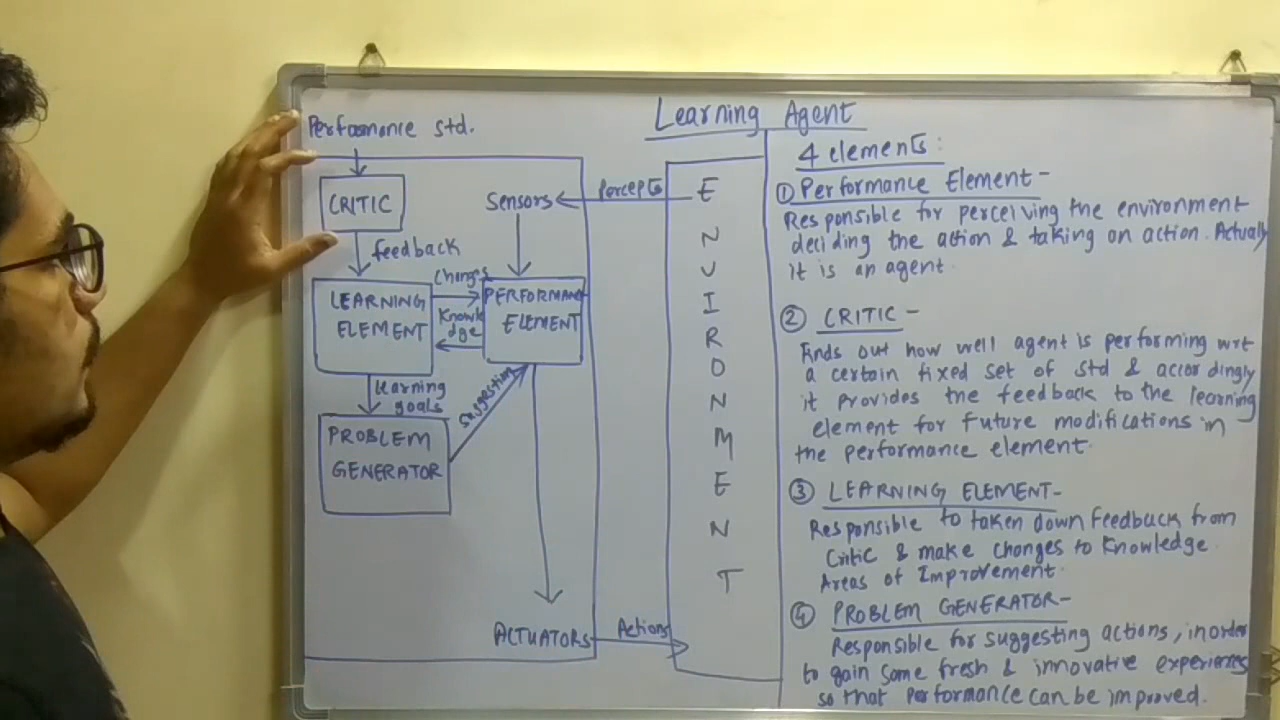 Learning Agent
Performance std.
CRITIC
feedback
LEARNING
ELEMENT
Changes
Knowle
dge
Sensors
Percepts
PERFORMANCE
ELEMENT
learning
goals
Suggestion
PROBLEM
GENERATOR
ACTUATORS
Actions
E
N
V
I
R
O
N
M
E
N
T
4 elements:
① Performance Element -
Responsible for perceiving the environment
deciding the action & taking on action. Actually
it is an agent.
② CRITIC -
Finds out how well agent is performing wrt
a certain fixed set of std & accordingly
it provides the feedback to the learning
element for future modifications in
the performance element.
③ LEARNING ELEMENT-
Responsible to taken down feedback from
Critic & make changes to Knowledge
Areas of Improvement.
④ PROBLEM GENERATOR-
Responsible for suggesting actions, in order
to gain some fresh & innovative experiences
so that performance can be improved.